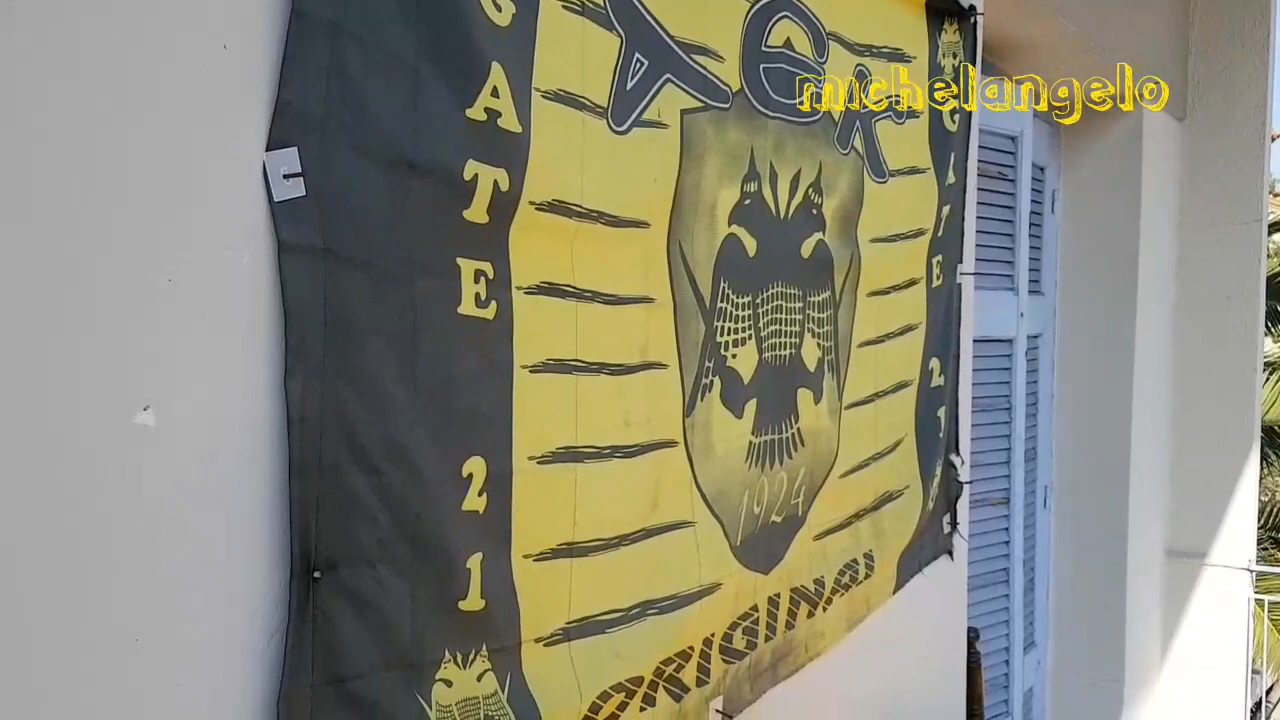 GATE 21
ΑΕΚ
michelangelo
GATE 21
1924
ORIGINAL